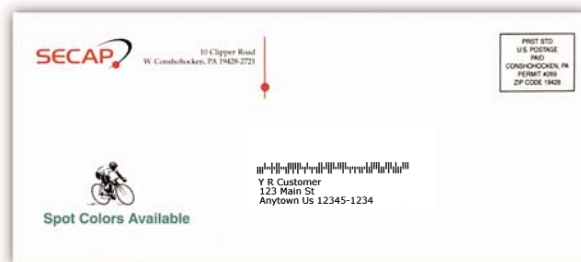 SECAP
10 Clipper Road
W. Conshohocken, PA 19428-2721
PRST STD
U.S. POSTAGE
PAID
CONSHOHOCKEN, PA
PERMIT #269
ZIP CODE 19428
Y R Customer
123 Main St
Anytown Us 12345-1234
Spot Colors Available